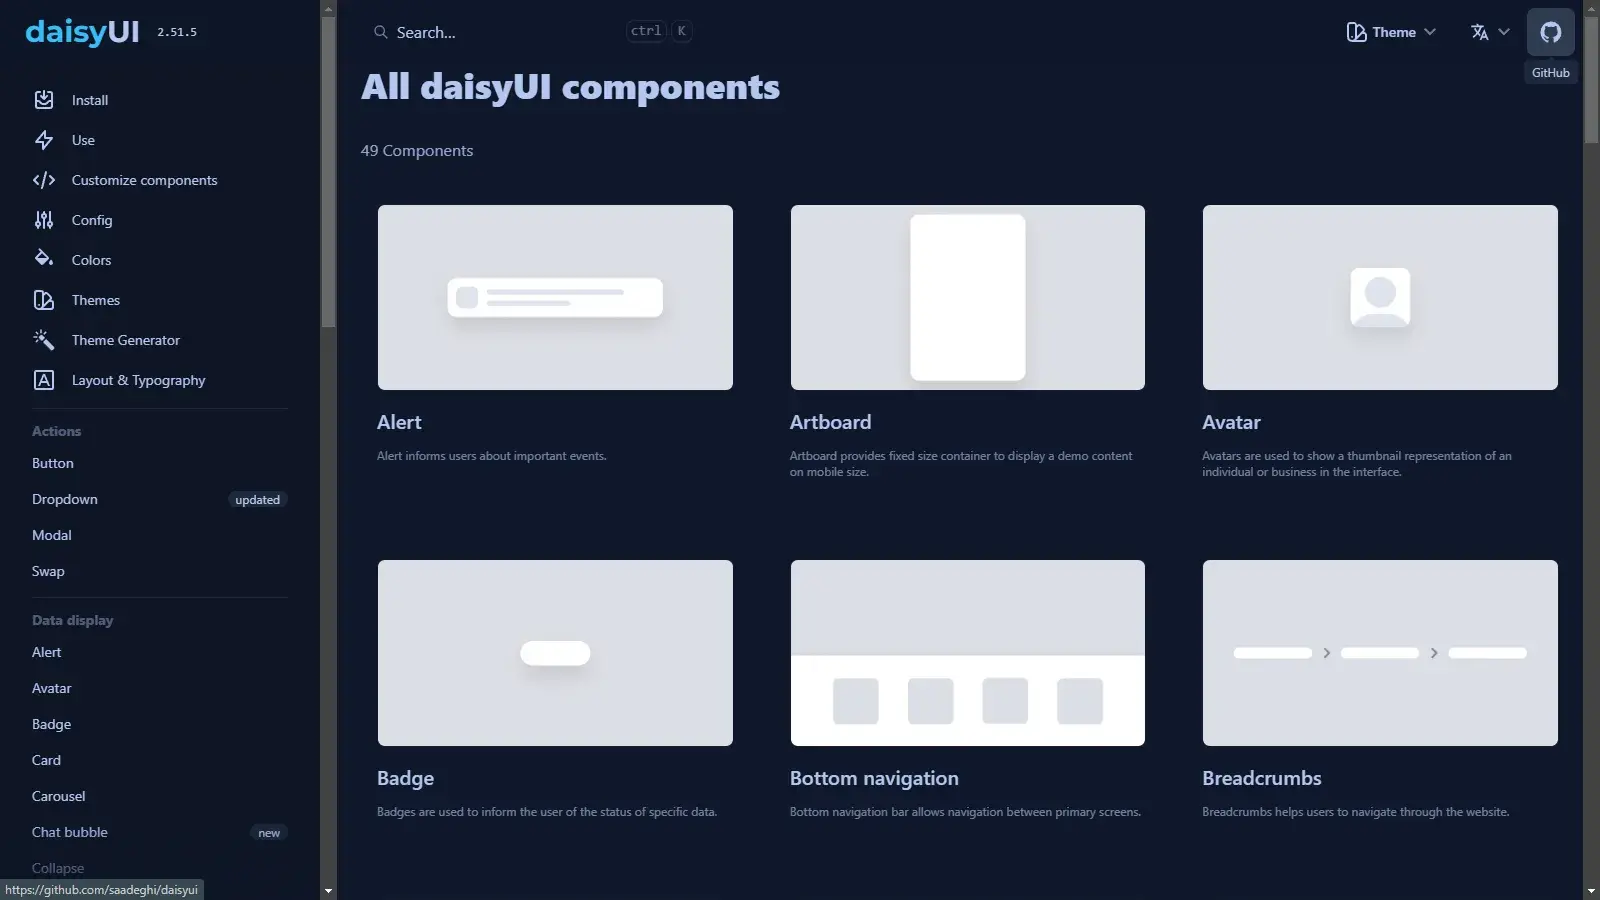 daisyUI 2.51.5
Install
Use
Customize components
Config
Colors
Themes
Theme Generator
Layout & Typography
Actions
Button
Dropdown updated
Modal
Swap
Data display
Alert
Avatar
Badge
Card
Carousel
Chat bubble new
Collapse
https://github.com/saadeghi/daisyui
Search... ctrl K
Theme
GitHub
All daisyUI components
49 Components
Alert
Alert informs users about important events.
Artboard
Artboard provides fixed size container to display a demo content
on mobile size.
Avatar
Avatars are used to show a thumbnail representation of an
individual or business in the interface.
Badge
Badges are used to inform the user of the status of specific data.
Bottom navigation
Bottom navigation bar allows navigation between primary screens.
Breadcrumbs
Breadcrumbs helps users to navigate through the website.